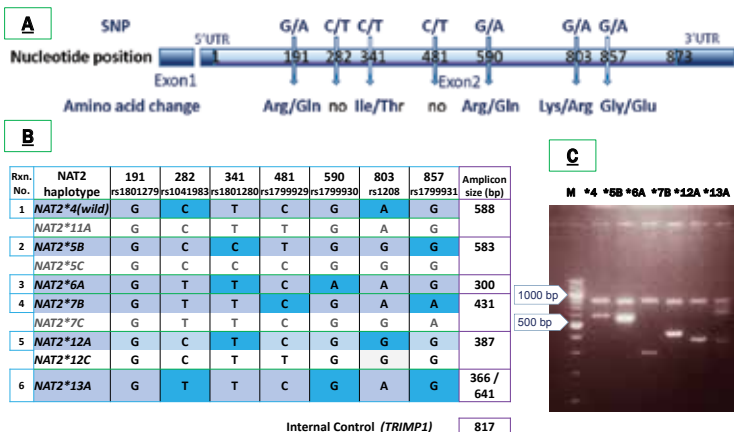 A
SNP G/A C/T C/T C/T G/A G/A G/A
5'UTR 3'UTR
Nucleotide position 1 191 282 341 481 590 803 857 873
Exon1 Exon2
Amino acid change Arg/Gln no Ile/Thr no Arg/Gln Lys/Arg Gly/Glu
B
Rxn. No. NAT2 haplotype 191 rs1801279 282 rs1041983 341 rs1801280 481 rs1799929 590 rs1799930 803 rs1208 857 rs1799931 Amplicon size (bp)
1 NAT2*4(wild) G C T C G A G 588
NAT2*11A G C T T G A G
2 NAT2*5B G C C T G G G 583
NAT2*5C G C C C G G G
3 NAT2*6A G T T C A A G 300
4 NAT2*7B G T T C G A A 431
NAT2*7C G T T C G G A
5 NAT2*12A G C T C G G G 387
NAT2*12C G C T T G G G
6 NAT2*13A G T T C G A G 366 / 641
Internal Control (TRIMP1) 817
C
M *4 *5B *6A *7B *12A *13A
1000 bp
500 bp